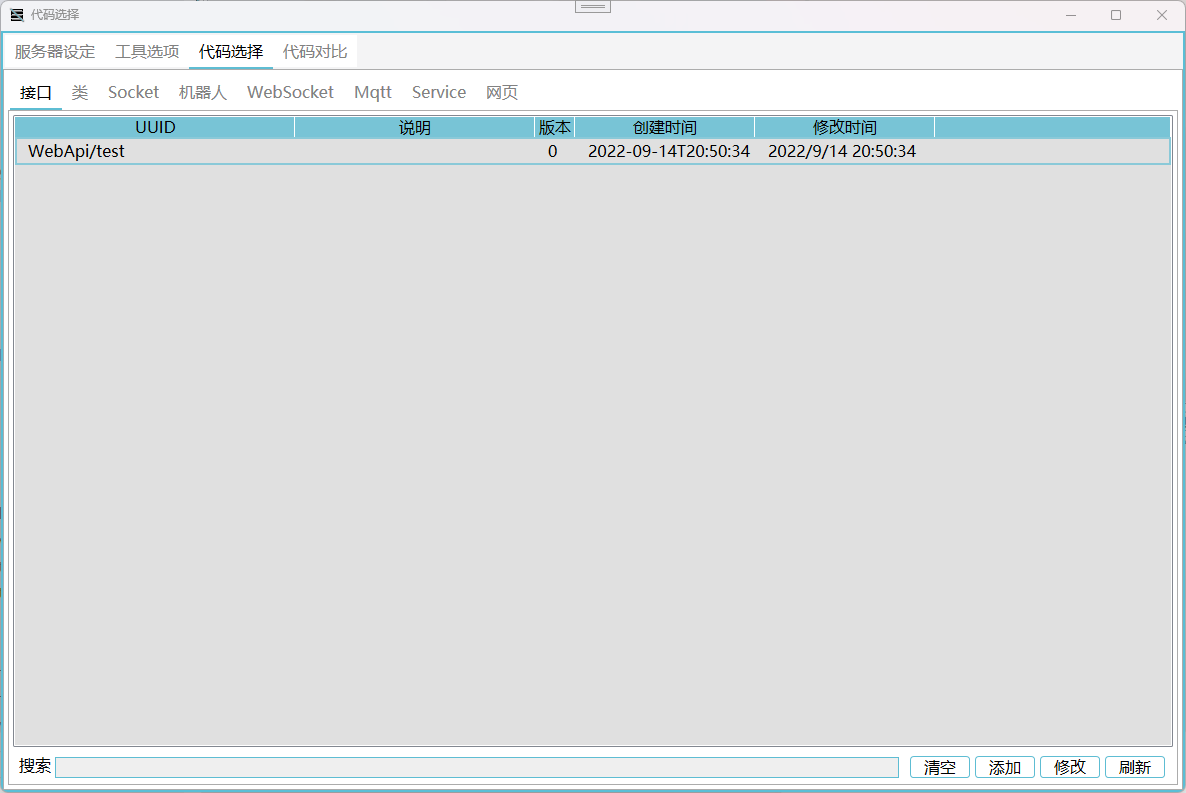 代码选择
服务器设定 工具选项 代码选择 代码对比
接口 类 Socket 机器人 WebSocket Mqtt Service 网页
UUID 说明 版本 创建时间 修改时间
WebApi/test 0 2022-09-14T20:50:34 2022/9/14 20:50:34
搜索 清空 添加 修改 刷新